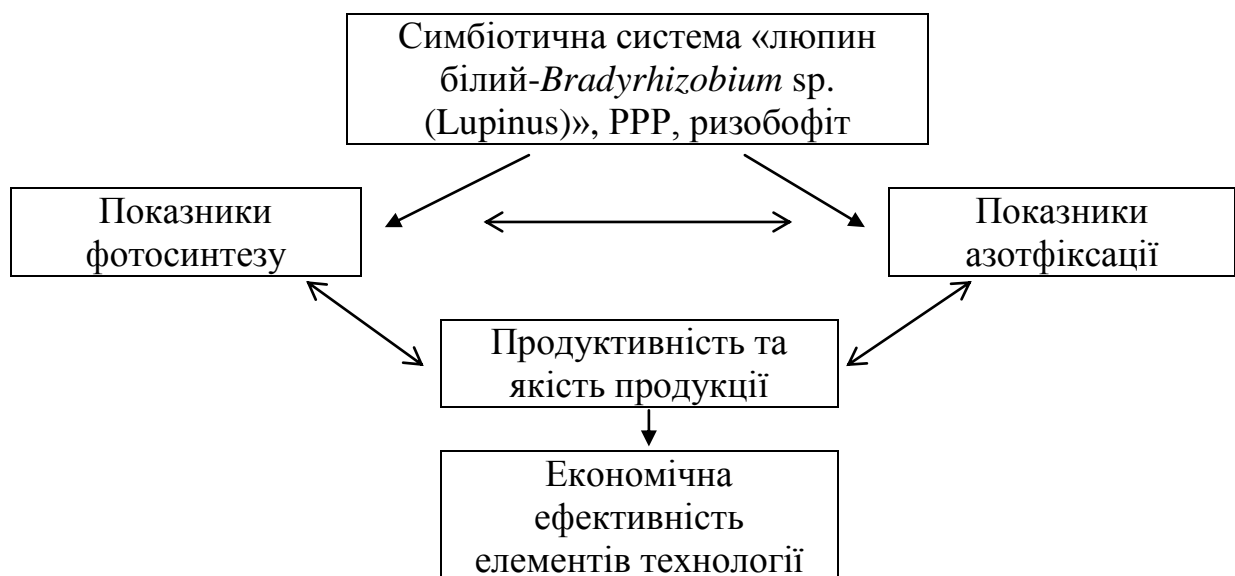 Симбіотична система «люпин
білий-Bradyrhizobium sp.
(Lupinus)», РРР, ризобофіт
Показники
фотосинтезу
Показники
азотфіксації
Продуктивність та
якість продукції
Економічна
ефективність
елементів технології